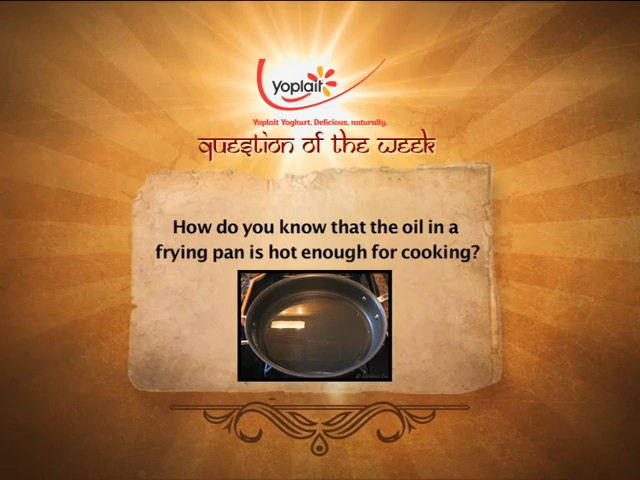 yoplait
Yoplait Yoghurt. Delicious, naturally.
Question of the Week
How do you know that the oil in a
frying pan is hot enough for cooking?